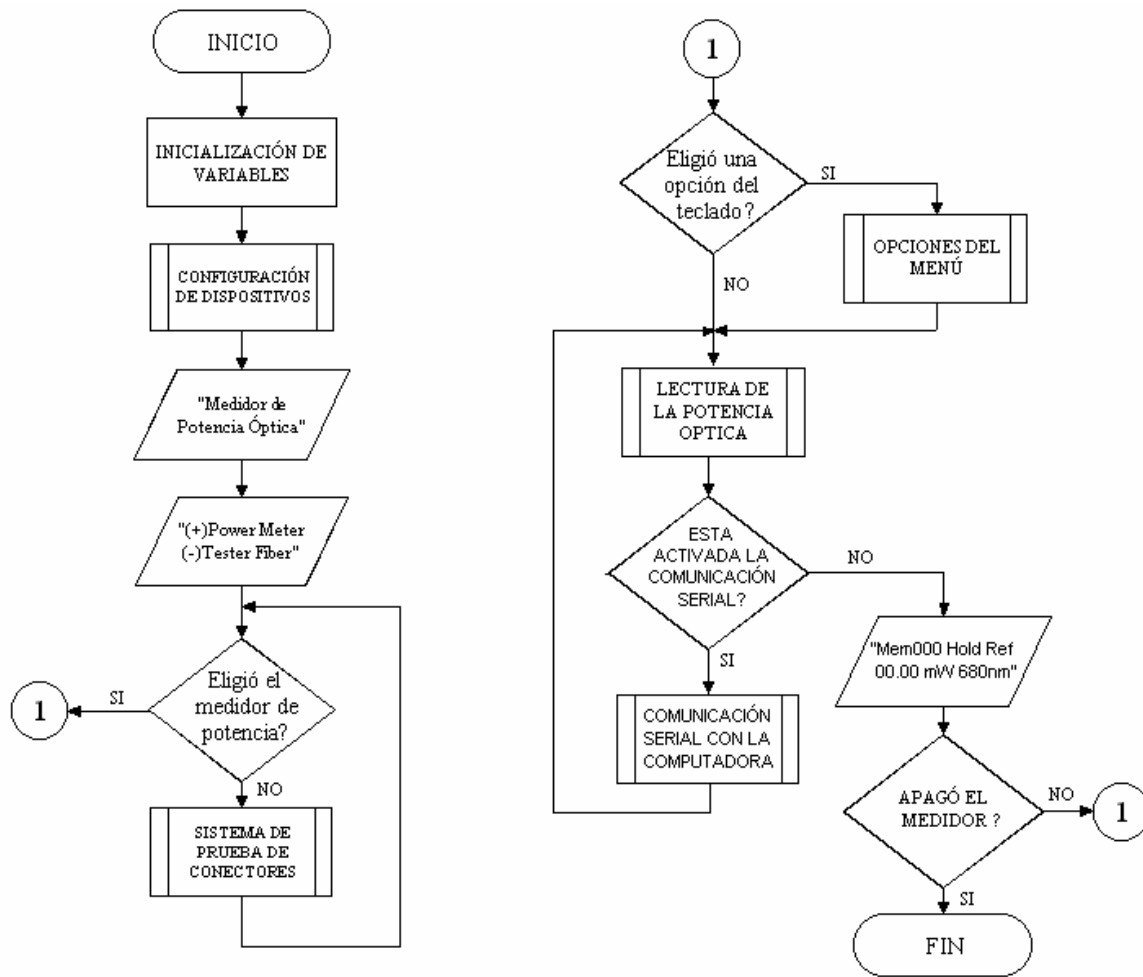 INICIO
INICIALIZACIÓN DE
VARIABLES
CONFIGURACIÓN
DE DISPOSITIVOS
"Medidor de
Potencia Óptica"
"(+)Power Meter
(-)Tester Fiber"
Eligió el
medidor de
potencia?
SI
1
NO
SISTEMA DE
PRUEBA DE
CONECTORES
1
Eligió una
opción del
teclado?
SI
OPCIONES DEL
MENÚ
NO
LECTURA DE
LA POTENCIA
OPTICA
ESTA
ACTIVADA LA
COMUNICACIÓN
SERIAL?
NO
"Mem000 Hold Ref
00.00 mW 680nm"
SI
COMUNICACIÓN
SERIAL CON LA
COMPUTADORA
APAGÓ EL
MEDIDOR ?
NO
1
SI
FIN